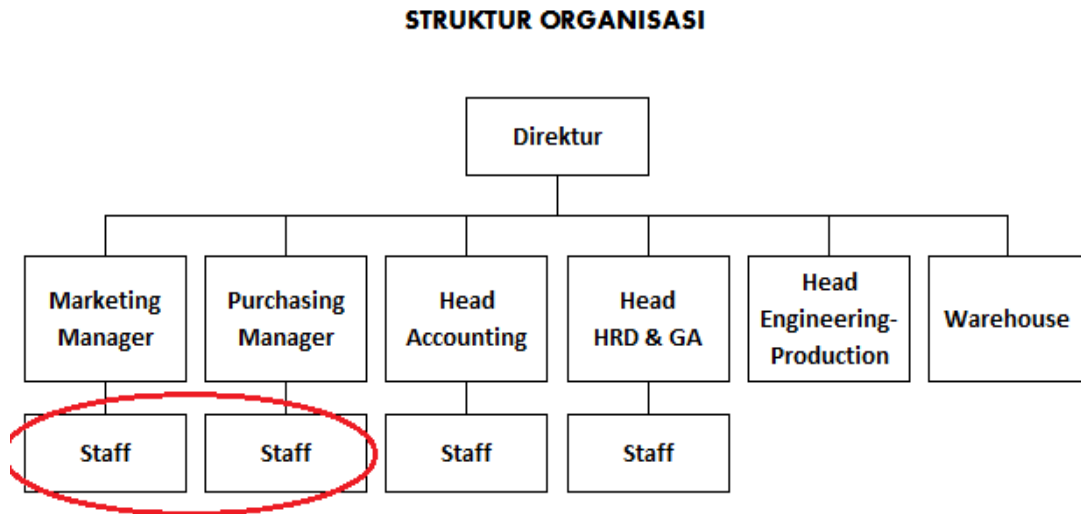 STRUKTUR ORGANISASI
Direktur
Marketing
Manager
Purchasing
Manager
Head
Accounting
Head
HRD & GA
Head
Engineering-
Production
Warehouse
Staff
Staff
Staff
Staff